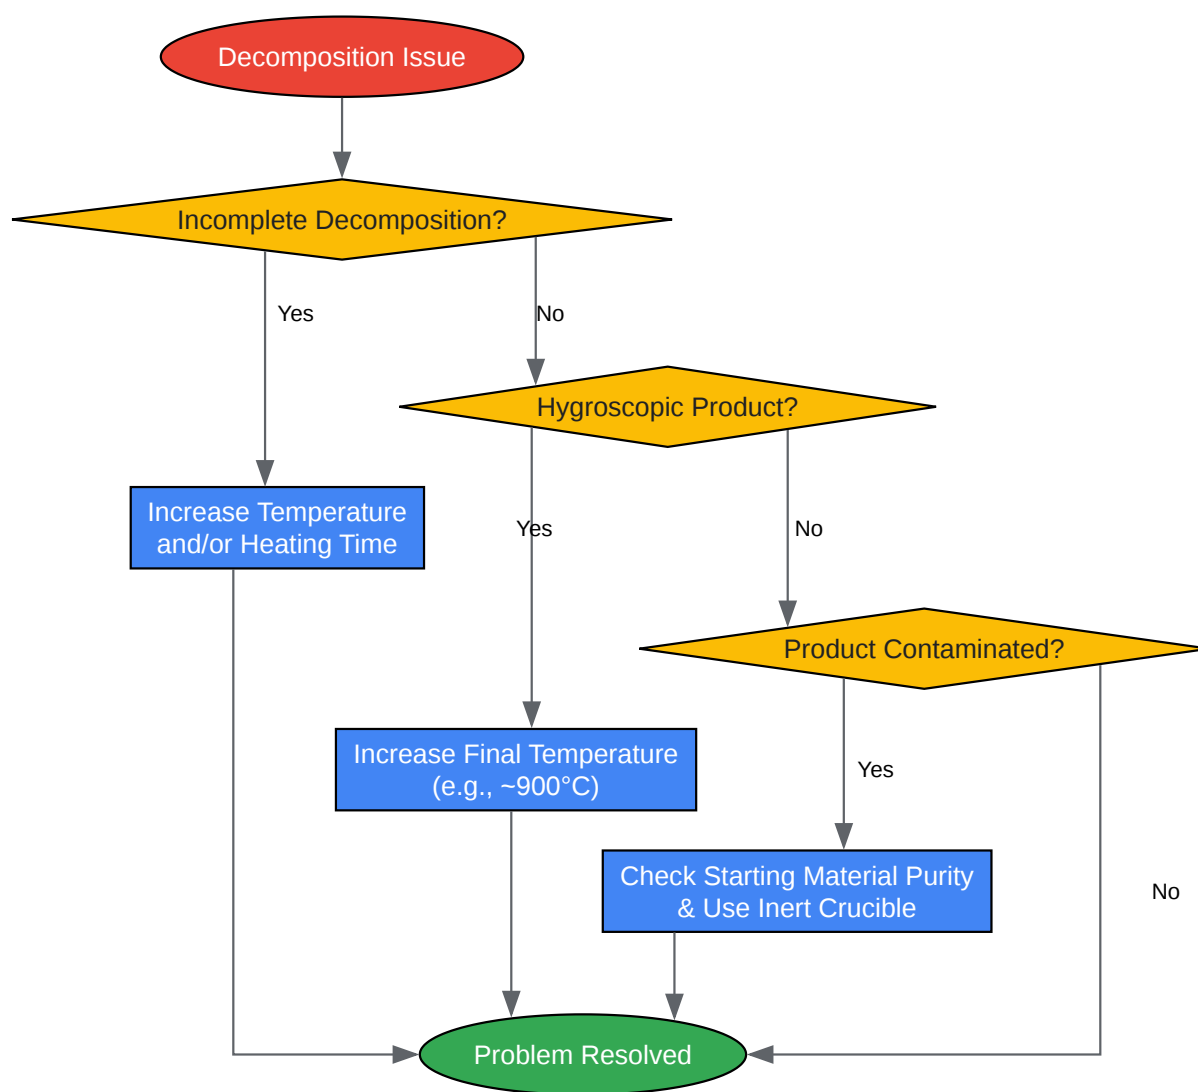 Decomposition Issue
Incomplete Decomposition?
Yes
No
Hygroscopic Product?
Increase Temperature
and/or Heating Time
Yes
No
Product Contaminated?
Increase Final Temperature
(e.g., ~900°C)
Yes
Check Starting Material Purity
& Use Inert Crucible
No
Problem Resolved